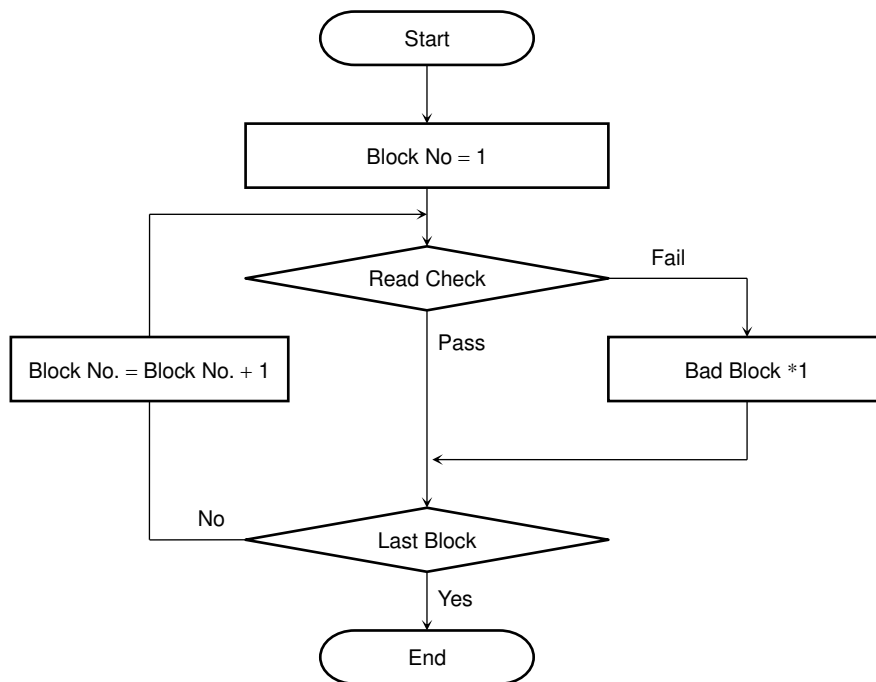 Start
Block No = 1
Read Check
Fail
Pass
Block No. = Block No. + 1
Bad Block *1
No
Last Block
Yes
End